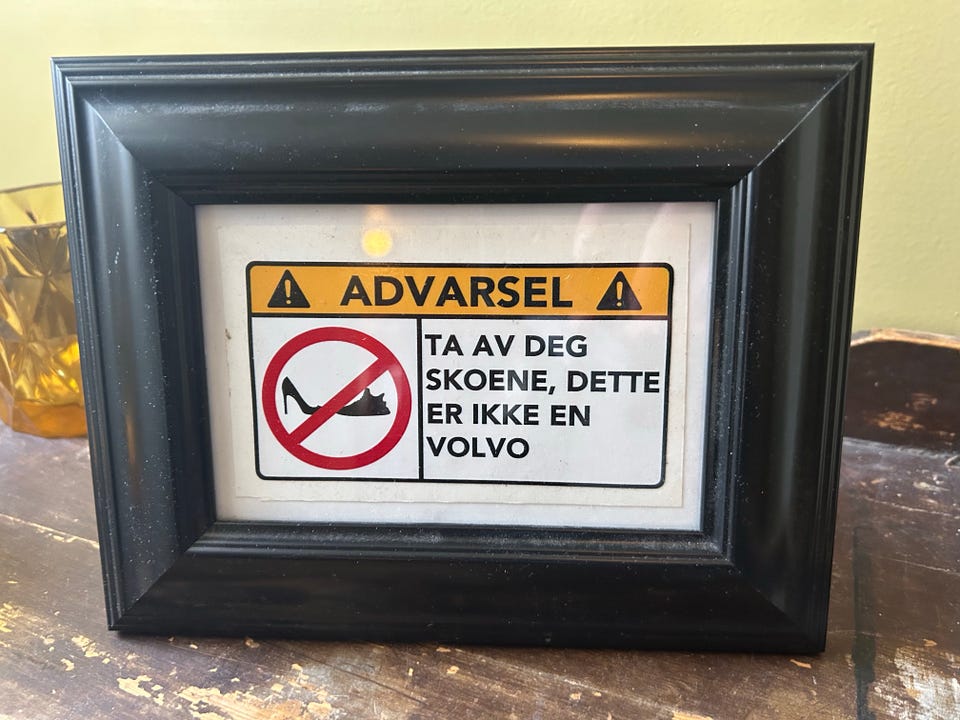 ADVARSEL
TA AV DEG
SKOENE, DETTE
ER IKKE EN
VOLVO